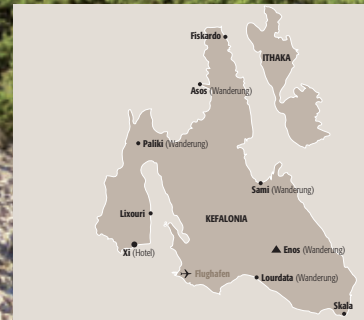 Fiskardo
ITHAKA
Asos (Wanderung)
Paliki (Wanderung)
Sami (Wanderung)
Lixouri
KEFALONIA
Xi (Hotel)
Enos (Wanderung)
Flughafen
Lourdata (Wanderung)
Skala